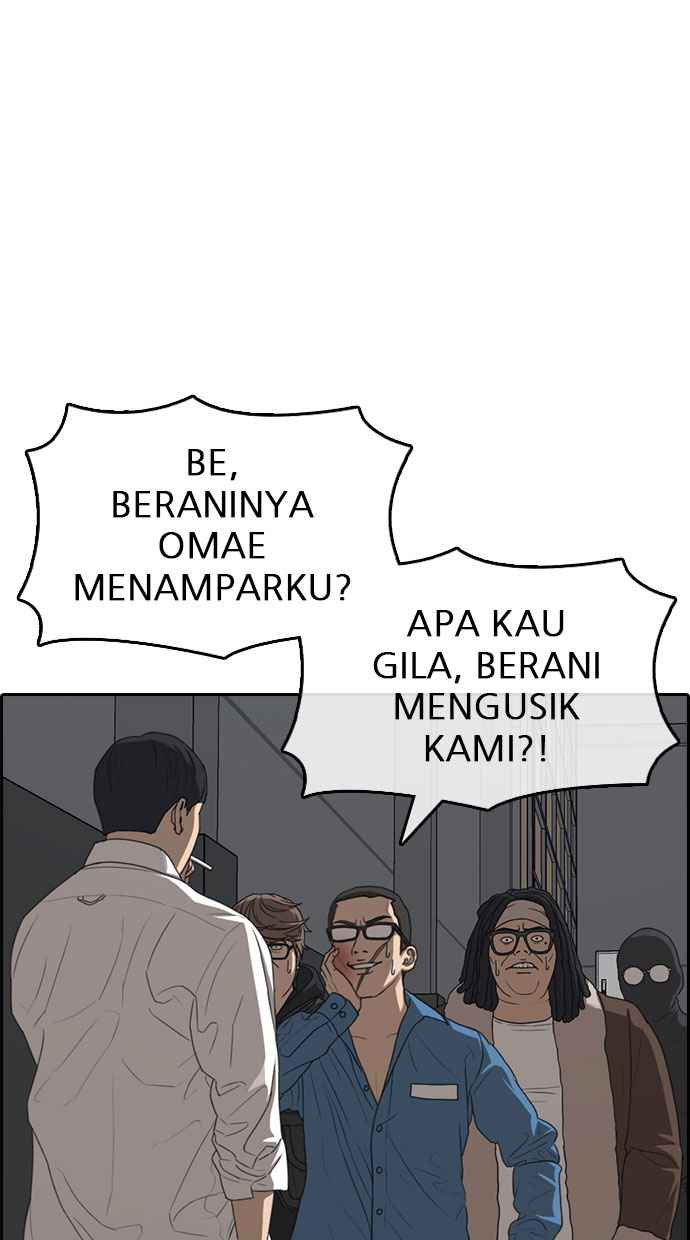 BE,
BERANINYA
OMAE
MENAMPARKU?
APA KAU
GILA, BERANI
MENGUSIK
KAMI?!